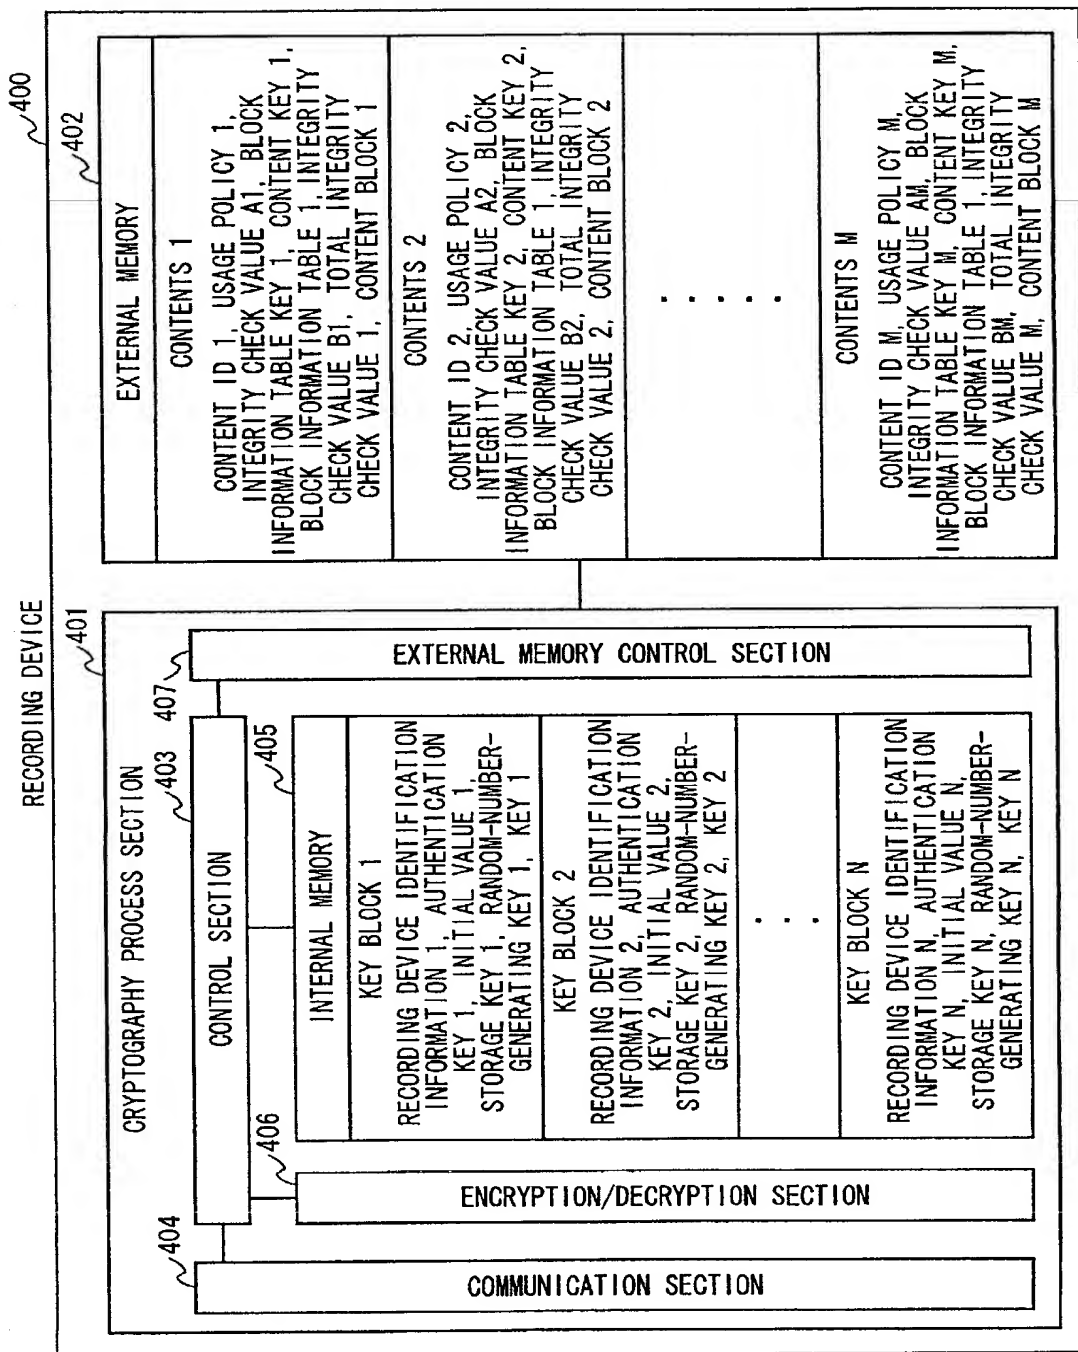 RECORDING DEVICE
400
401
CRYPTOGRAPHY PROCESS SECTION
403
CONTROL SECTION
404
COMMUNICATION SECTION
406
ENCRYPTION/DECRYPTION SECTION
405
INTERNAL MEMORY
KEY BLOCK 1
RECORDING DEVICE IDENTIFICATION
INFORMATION 1, AUTHENTICATION
KEY 1, INITIAL VALUE 1,
STORAGE KEY 1, RANDOM-NUMBER-
GENERATING KEY 1, KEY 1
KEY BLOCK 2
RECORDING DEVICE IDENTIFICATION
INFORMATION 2, AUTHENTICATION
KEY 2, INITIAL VALUE 2,
STORAGE KEY 2, RANDOM-NUMBER-
GENERATING KEY 2, KEY 2
. . .
KEY BLOCK N
RECORDING DEVICE IDENTIFICATION
INFORMATION N, AUTHENTICATION
KEY N, INITIAL VALUE N,
STORAGE KEY N, RANDOM-NUMBER-
GENERATING KEY N, KEY N
407
EXTERNAL MEMORY CONTROL SECTION
402
EXTERNAL MEMORY
CONTENTS 1
CONTENT ID 1, USAGE POLICY 1,
INTEGRITY CHECK VALUE A1, BLOCK
INFORMATION TABLE KEY 1, CONTENT KEY 1,
BLOCK INFORMATION TABLE 1, INTEGRITY
CHECK VALUE B1, TOTAL INTEGRITY
CHECK VALUE 1, CONTENT BLOCK 1
CONTENTS 2
CONTENT ID 2, USAGE POLICY 2,
INTEGRITY CHECK VALUE A2, BLOCK
INFORMATION TABLE KEY 2, CONTENT KEY 2,
BLOCK INFORMATION TABLE 1, INTEGRITY
CHECK VALUE B2, TOTAL INTEGRITY
CHECK VALUE 2, CONTENT BLOCK 2
. . . . .
CONTENTS M
CONTENT ID M, USAGE POLICY M,
INTEGRITY CHECK VALUE AM, BLOCK
INFORMATION TABLE KEY M, CONTENT KEY M,
BLOCK INFORMATION TABLE 1, INTEGRITY
CHECK VALUE BM, TOTAL INTEGRITY
CHECK VALUE M, CONTENT BLOCK M